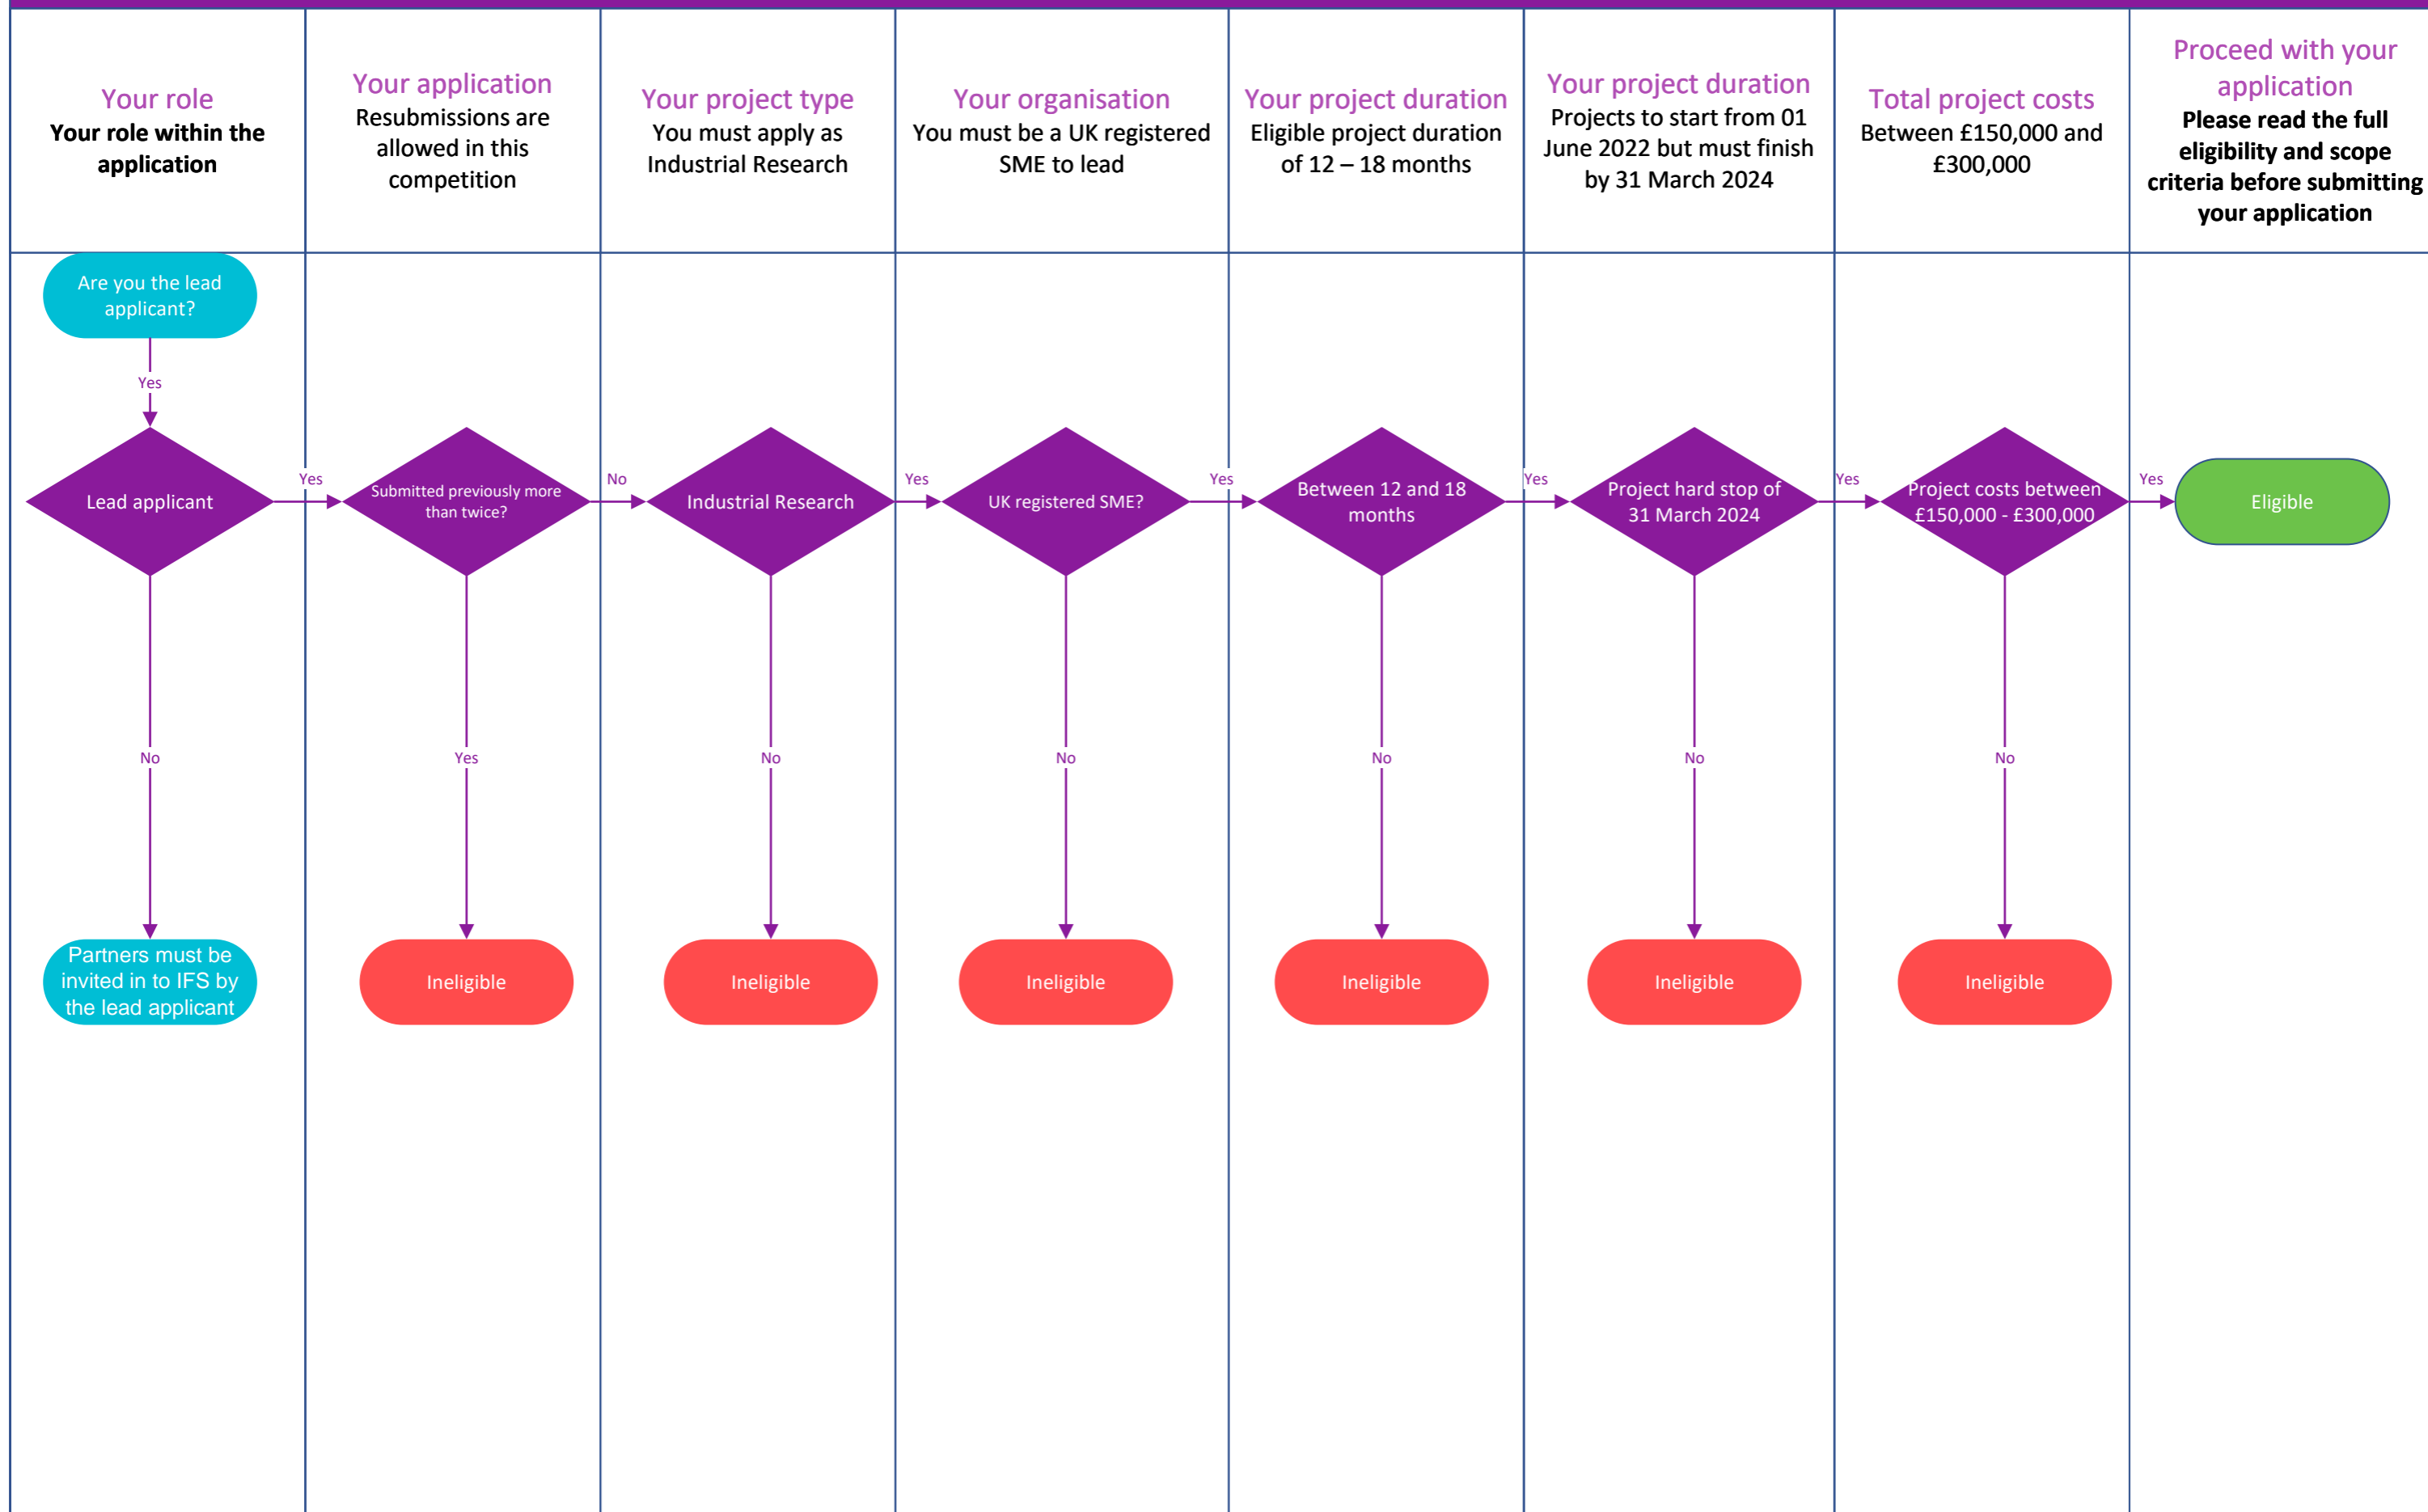 Your role
Your role within the
application
Your application
Resubmissions are
allowed in this
competition
Your project type
You must apply as
Industrial Research
Your organisation
You must be a UK registered
SME to lead
Your project duration
Eligible project duration
of 12 – 18 months
Your project duration
Projects to start from 01
June 2022 but must finish
by 31 March 2024
Total project costs
Between £150,000 and
£300,000
Proceed with your
application
Please read the full
eligibility and scope
criteria before submitting
your application
Are you the lead
applicant?
Yes
Lead applicant
Yes
Submitted previously more
than twice?
No
Industrial Research
Yes
UK registered SME?
Yes
Between 12 and 18
months
Yes
Project hard stop of
31 March 2024
Yes
Project costs between
£150,000 - £300,000
Yes
Eligible
No
Yes
No
No
No
No
No
Partners must be
invited in to IFS by
the lead applicant
Ineligible
Ineligible
Ineligible
Ineligible
Ineligible
Ineligible